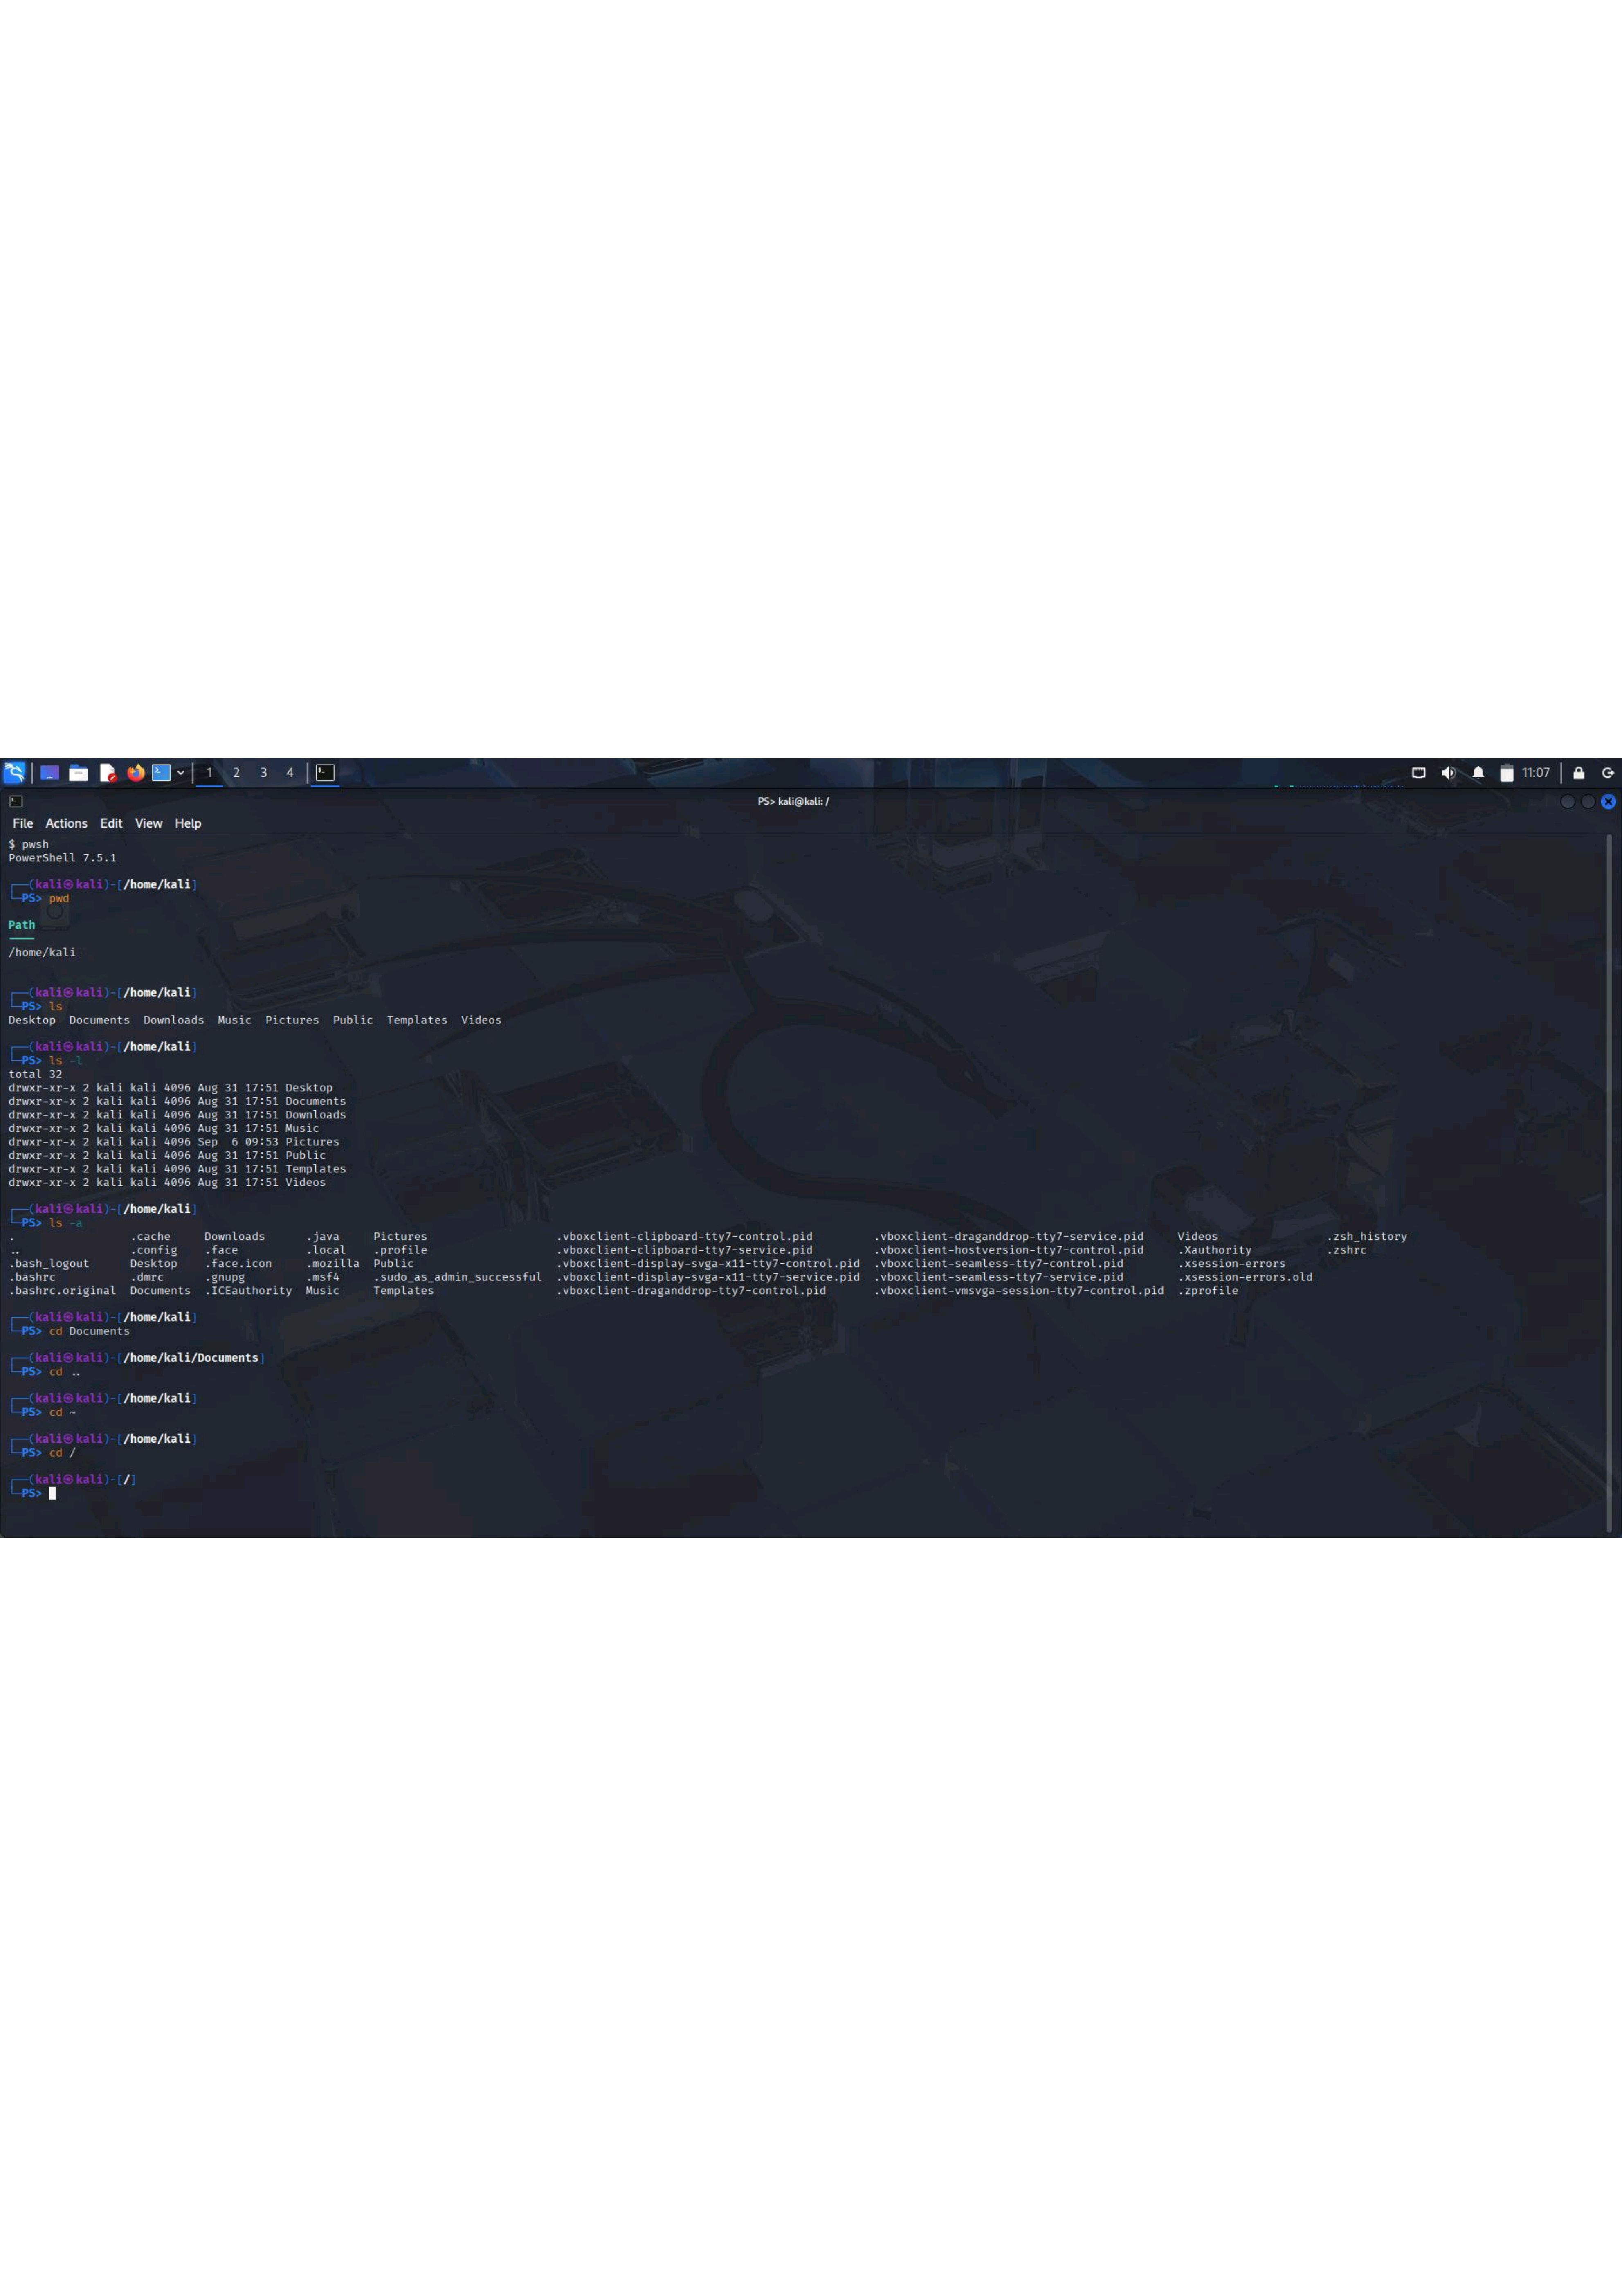 1 2 3 4 11:07
PS> kali@kali: /
File Actions Edit View Help
$ pwsh
PowerShell 7.5.1
┌──(kali㉿kali)-[/home/kali]
└─PS> pwd
Path
/home/kali
┌──(kali㉿kali)-[/home/kali]
└─PS> ls
Desktop Documents Downloads Music Pictures Public Templates Videos
┌──(kali㉿kali)-[/home/kali]
└─PS> ls -l
total 32
drwxr-xr-x 2 kali kali 4096 Aug 31 17:51 Desktop
drwxr-xr-x 2 kali kali 4096 Aug 31 17:51 Documents
drwxr-xr-x 2 kali kali 4096 Aug 31 17:51 Downloads
drwxr-xr-x 2 kali kali 4096 Aug 31 17:51 Music
drwxr-xr-x 2 kali kali 4096 Sep  6 09:53 Pictures
drwxr-xr-x 2 kali kali 4096 Aug 31 17:51 Public
drwxr-xr-x 2 kali kali 4096 Aug 31 17:51 Templates
drwxr-xr-x 2 kali kali 4096 Aug 31 17:51 Videos
┌──(kali㉿kali)-[/home/kali]
└─PS> ls -a
. .cache Downloads .java Pictures .vboxclient-clipboard-tty7-control.pid .vboxclient-draganddrop-tty7-service.pid Videos .zsh_history
.. .config .face .local .profile .vboxclient-clipboard-tty7-service.pid .vboxclient-hostversion-tty7-control.pid .Xauthority .zshrc
.bash_logout Desktop .face.icon .mozilla Public .vboxclient-display-svga-x11-tty7-control.pid .vboxclient-seamless-tty7-control.pid .xsession-errors
.bashrc .dmrc .gnupg .msf4 .sudo_as_admin_successful .vboxclient-display-svga-x11-tty7-service.pid .vboxclient-seamless-tty7-service.pid .xsession-errors.old
.bashrc.original Documents .ICEauthority Music Templates .vboxclient-draganddrop-tty7-control.pid .vboxclient-vmsvga-session-tty7-control.pid .zprofile
┌──(kali㉿kali)-[/home/kali]
└─PS> cd Documents
┌──(kali㉿kali)-[/home/kali/Documents]
└─PS> cd ..
┌──(kali㉿kali)-[/home/kali]
└─PS> cd ~
┌──(kali㉿kali)-[/home/kali]
└─PS> cd /
┌──(kali㉿kali)-[/]
└─PS>